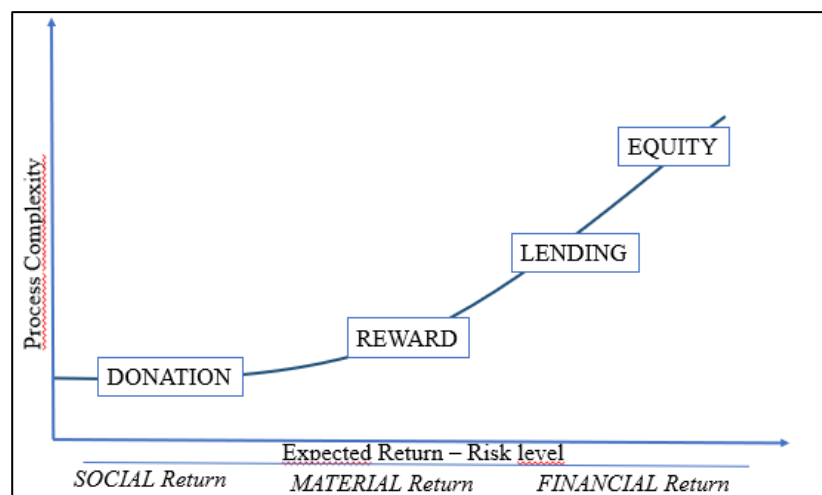 EQUITY
LENDING
REWARD
DONATION
Process Complexity
Expected Return – Risk level
SOCIAL Return
MATERIAL Return
FINANCIAL Return